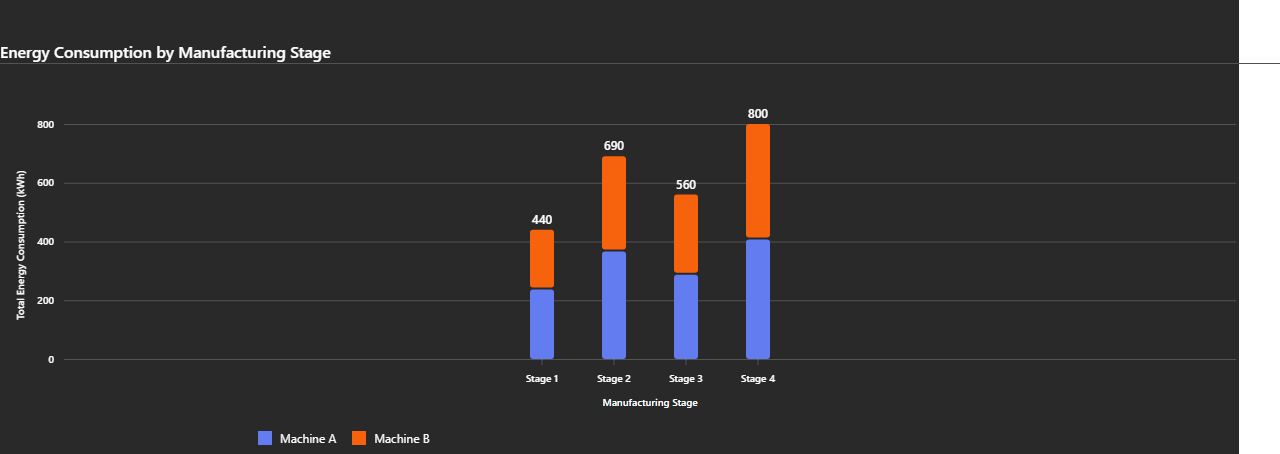 Energy Consumption by Manufacturing Stage
800
690
560
440
800
600
400
200
0
Total Energy Consumption (kWh)
Stage 1 Stage 2 Stage 3 Stage 4
Manufacturing Stage
Machine A Machine B